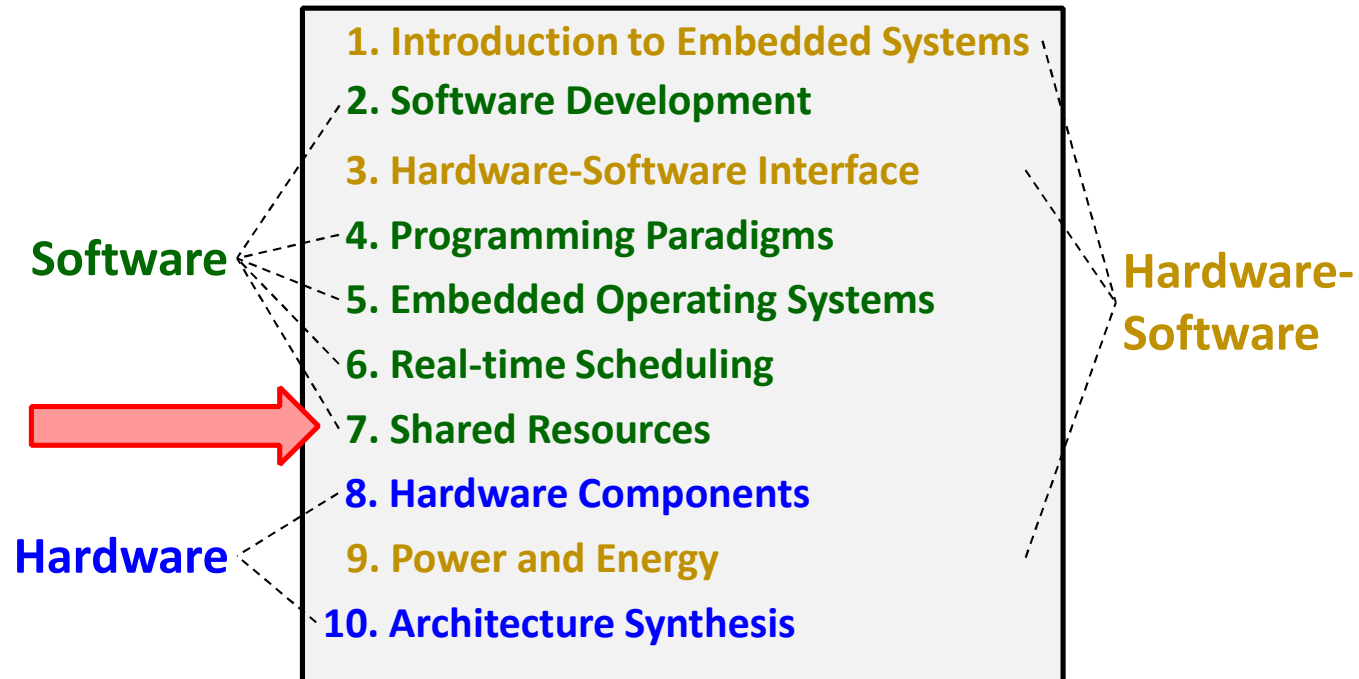 1. Introduction to Embedded Systems
2. Software Development
3. Hardware-Software Interface
4. Programming Paradigms
5. Embedded Operating Systems
6. Real-time Scheduling
7. Shared Resources
8. Hardware Components
9. Power and Energy
10. Architecture Synthesis
Software
Hardware
Hardware-
Software